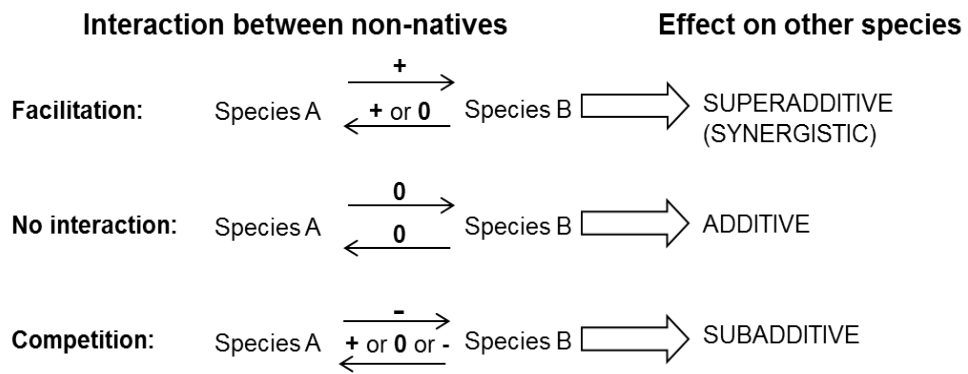 Interaction between non-natives Effect on other species
+
Facilitation: Species A + or 0 Species B SUPERADDITIVE
(SYNERGISTIC)
0
No interaction: Species A 0 Species B ADDITIVE
-
Competition: Species A + or 0 or - Species B SUBADDITIVE